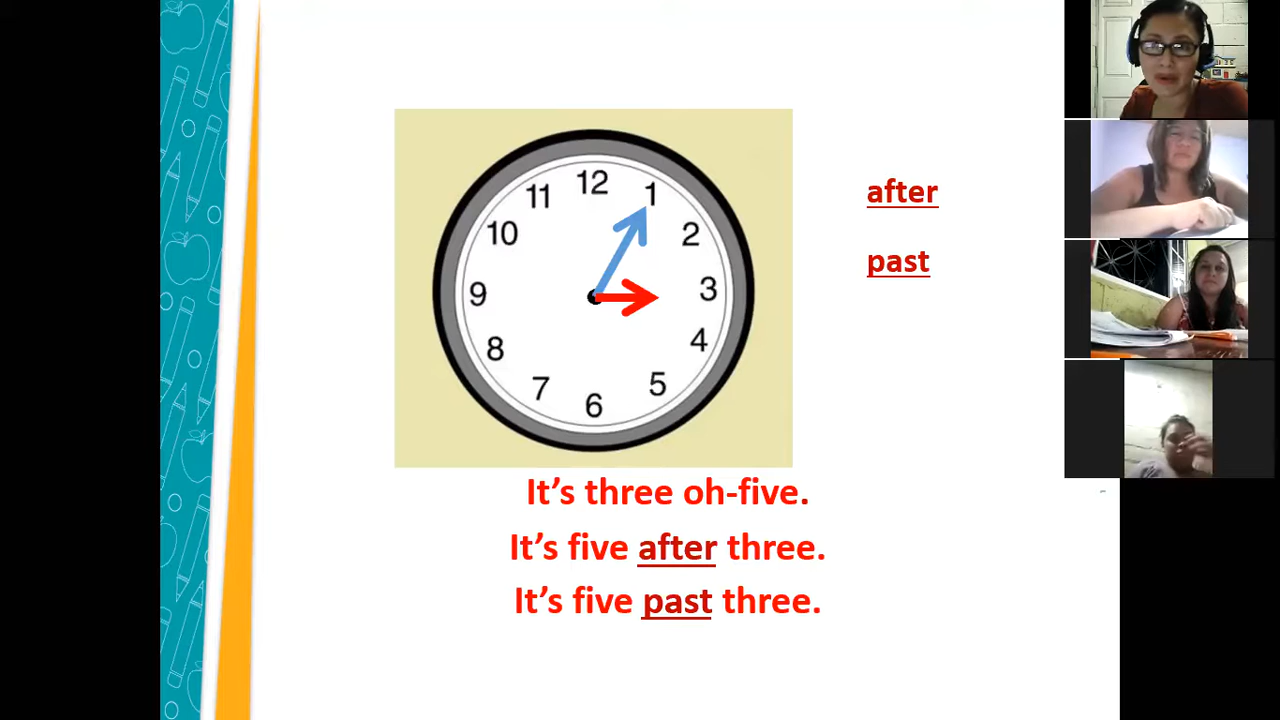 12
11
1
10
2
9
3
8
4
7
5
6
after
past
It's three oh-five.
It's five after three.
It's five past three.